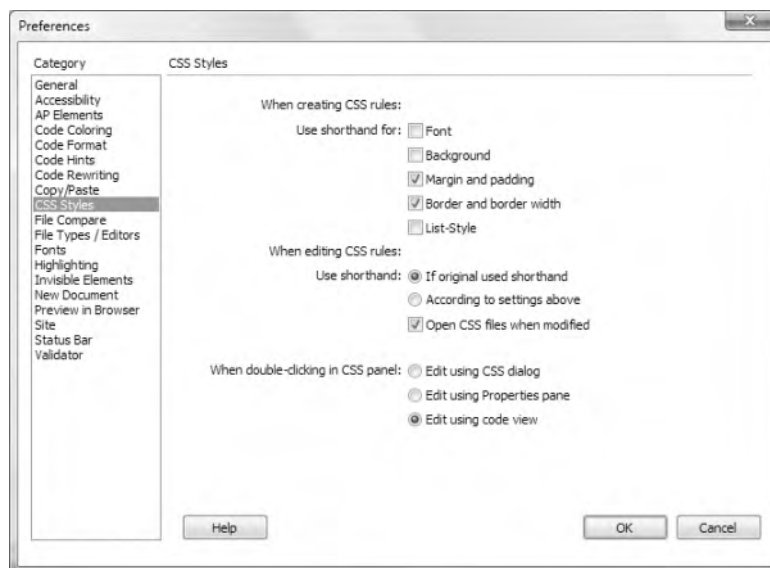 Preferences
Category
General
Accessibility
AP Elements
Code Coloring
Code Format
Code Hints
Code Rewriting
Copy/Paste
CSS Styles
File Compare
File Types / Editors
Fonts
Highlighting
Invisible Elements
New Document
Preview in Browser
Site
Status Bar
Validator
CSS Styles
When creating CSS rules:
Use shorthand for: Font
Background
Margin and padding
Border and border width
List-Style
When editing CSS rules:
Use shorthand: If original used shorthand
According to settings above
Open CSS files when modified
When double-clicking in CSS panel: Edit using CSS dialog
Edit using Properties pane
Edit using code view
Help OK Cancel